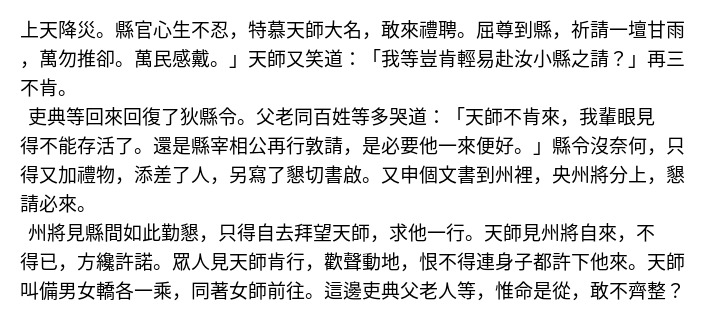 上天降災。縣官心生不忍，特慕天師大名，敢來禮聘。屈尊到縣，祈請一壇甘雨
，萬勿推卻。萬民感戴。」天師又笑道：「我等豈肯輕易赴汝小縣之請？」再三
不肯。
吏典等回來回復了狄縣令。父老同百姓等多哭道：「天師不肯來，我輩眼見
得不能存活了。還是縣宰相公再行敦請，是必要他一來便好。」縣令沒奈何，只
得又加禮物，添差了人，另寫了懇切書啟。又申個文書到州裡，央州將分上，懇
請必來。
州將見縣間如此勤懇，只得自去拜望天師，求他一行。天師見州將自來，不
得已，方纔許諾。眾人見天師肯行，歡聲動地，恨不得連身子都許下他來。天師
叫備男女轎各一乘，同著女師前往。這邊吏典父老人等，惟命是從，敢不齊整？